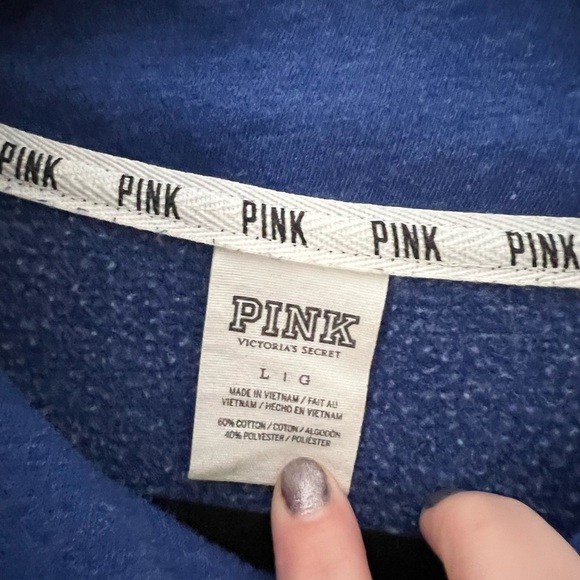 PINK PINK PINK PINK PINK
PINK
VICTORIA'S SECRET
L | G
MADE IN VIETNAM / FAIT AU
VIETNAM / HECHO EN VIETNAM
60% COTTON / COTON / ALGODÓN
40% POLYESTER / POLIÉSTER